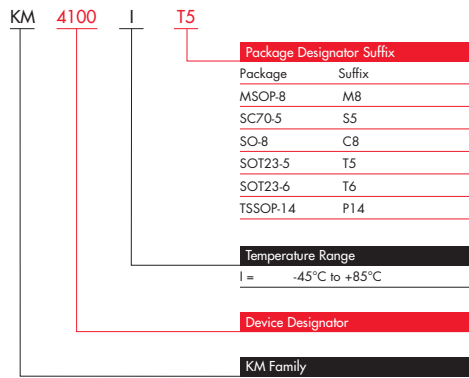 KM 4100 I T5
Package Designator Suffix
Package Suffix
MSOP-8 M8
SC70-5 S5
SO-8 C8
SOT23-5 T5
SOT23-6 T6
TSSOP-14 P14
Temperature Range
I = -45°C to +85°C
Device Designator
KM Family